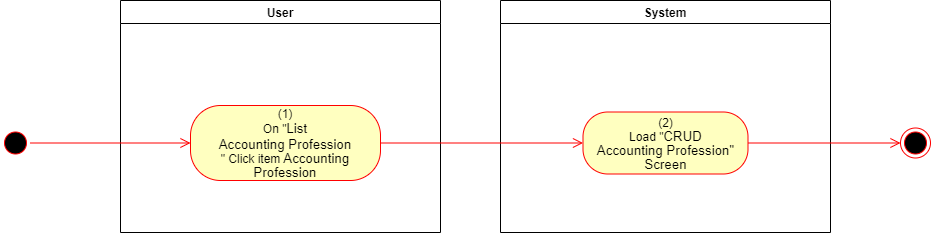 User
System
(1)
On "List
Accounting Profession
" Click item Accounting
Profession
(2)
Load "CRUD
Accounting Profession"
Screen